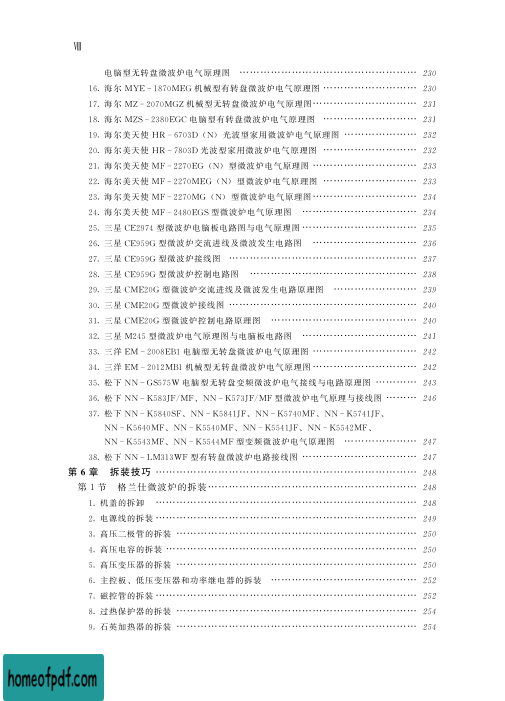 Ⅷ
电脑型无转盘微波炉电气原理图 …… 230
16. 海尔 MYE-1870MEG 机械型有转盘微波炉电气原理图 …… 230
17. 海尔 MZ-2070MGZ 机械型无转盘微波炉电气原理图 …… 231
18. 海尔 MZS-2380EGC 电脑型有转盘微波炉电气原理图 …… 231
19. 海尔美天使 HR-6703D(N)光波型家用微波炉电气原理图 …… 232
20. 海尔美天使 HR-7803D 光波型家用微波炉电气原理图 …… 232
21. 海尔美天使 MF-2270EG(N)型微波炉电气原理图 …… 233
22. 海尔美天使 MF-2270MEG(N)型微波炉电气原理图 …… 233
23. 海尔美天使 MF-2270MG(N)型微波炉电气原理图 …… 234
24. 海尔美天使 MF-2480EGS 型微波炉电气原理图 …… 234
25. 三星 CE2974 型微波炉电脑板电路图与电气原理图 …… 235
26. 三星 CE959G 型微波炉交流进线及微波发生电路图 …… 236
27. 三星 CE959G 型微波炉接线图 …… 237
28. 三星 CE959G 型微波炉控制电路图 …… 238
29. 三星 CME20G 型微波炉交流进线及微波发生电路原理图 …… 239
30. 三星 CME20G 型微波炉接线图 …… 240
31. 三星 CME20G 型微波炉控制电路原理图 …… 240
32. 三星 M245 型微波炉电气原理图与电脑板电路图 …… 241
33. 三洋 EM-2008EB1 电脑型无转盘微波炉电气原理图 …… 242
34. 三洋 EM-2012MB1 机械型无转盘微波炉电气原理图 …… 242
35. 松下 NN-GS575W 电脑型无转盘变频微波炉电气接线与电路原理图 …… 243
36. 松下 NN-K583JF/MF、NN-K573JF/MF 型微波炉电气原理与接线图 …… 246
37. 松下 NN-K5840SF、NN-K5841JF、NN-K5740MF、NN-K5741JF、
NN-K5640MF、NN-K5540MF、NN-K5541JF、NN-K5542MF、
NN-K5543MF、NN-K5544MF 型变频微波炉电气原理图 …… 247
38. 松下 NN-LM313WF 型有转盘微波炉电路接线图 …… 247
第 6 章 拆装技巧 …… 248
第 1 节 格兰仕微波炉的拆装 …… 248
1. 机盖的拆卸 …… 248
2. 电源线的拆装 …… 249
3. 高压二极管的拆装 …… 250
4. 高压电容的拆装 …… 250
5. 高压变压器的拆装 …… 250
6. 主控板、低压变压器和功率继电器的拆装 …… 252
7. 磁控管的拆装 …… 252
8. 过热保护器的拆装 …… 254
9. 石英加热器的拆装 …… 254
homeofpdf.com